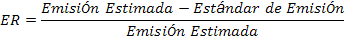 ER = (Emisión Estimada − Estándar de Emisión) / Emisión Estimada